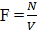 F = N/V